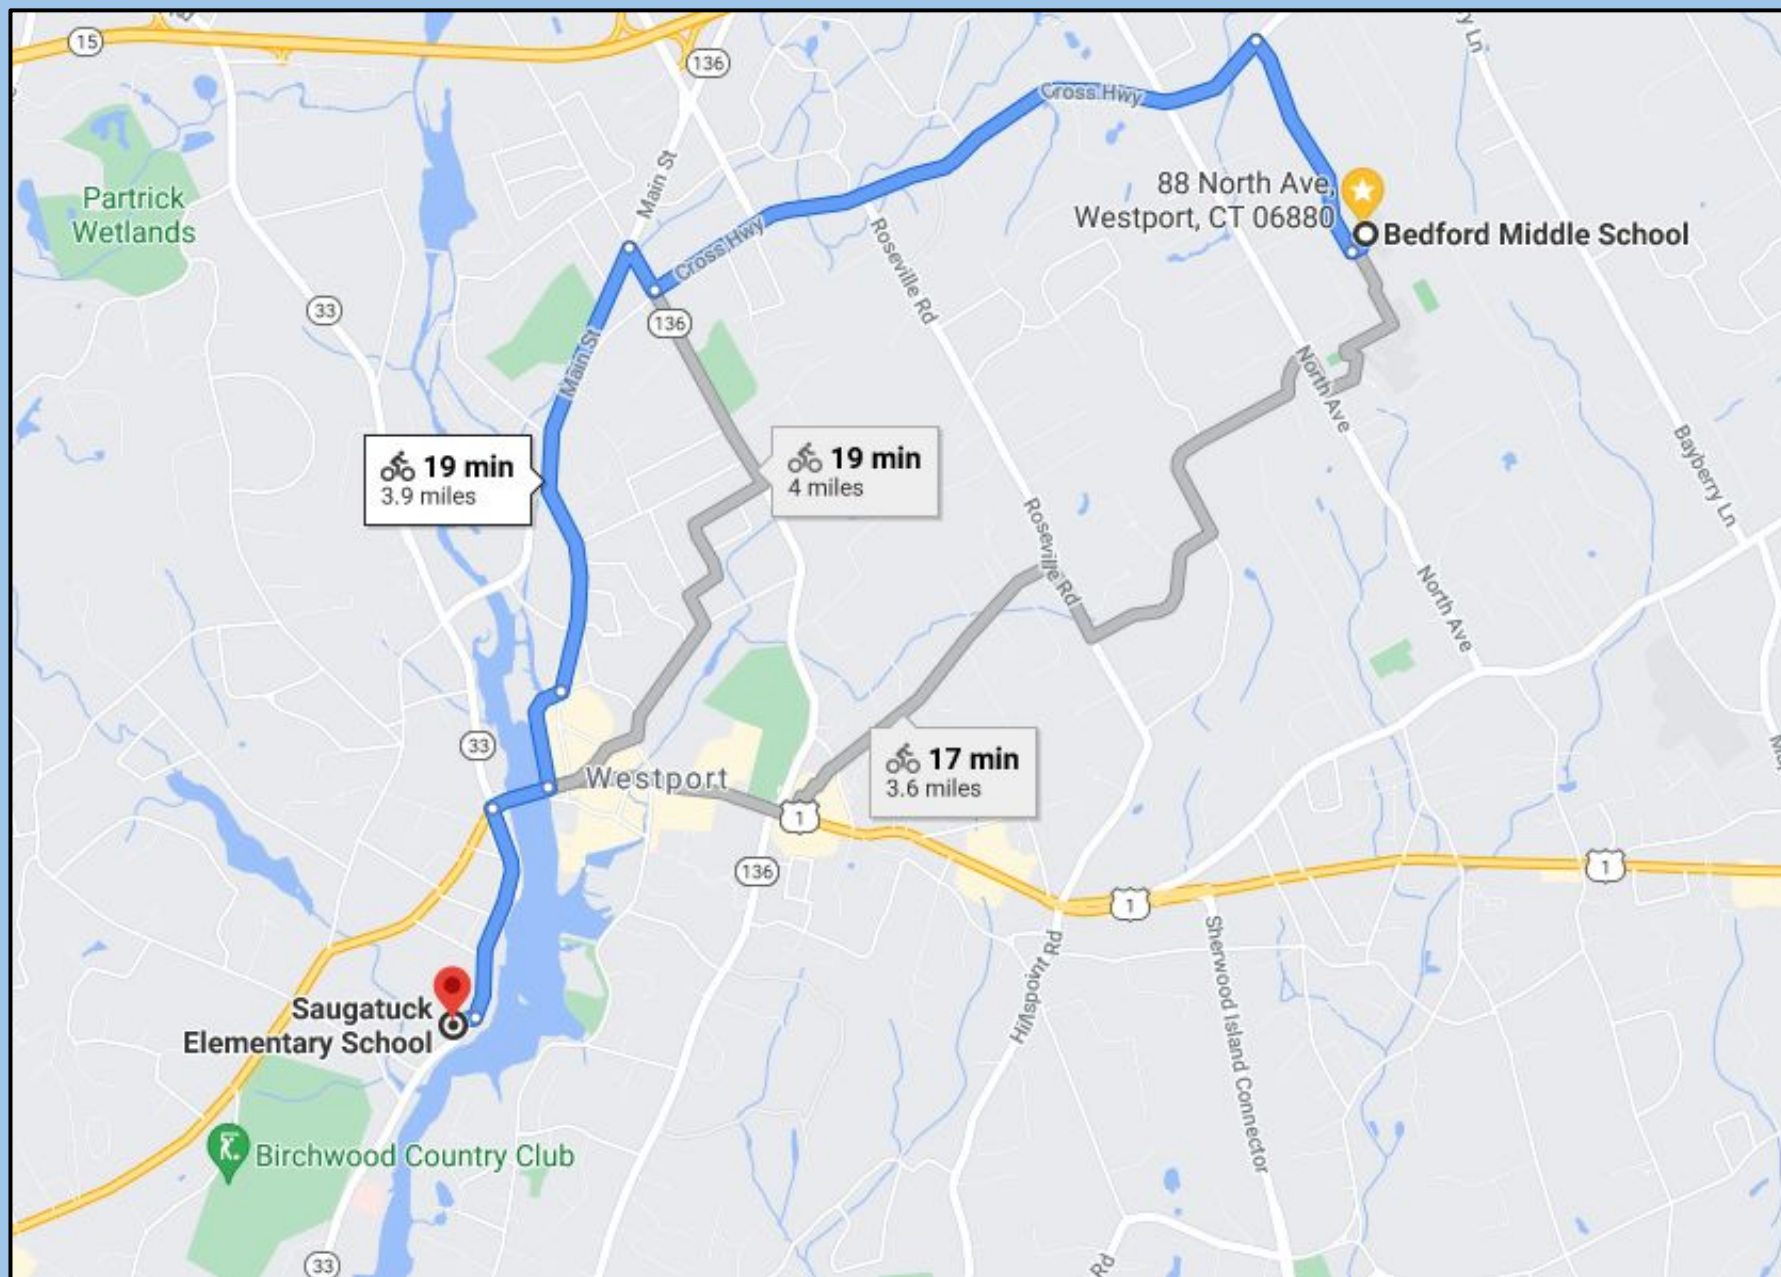 15
136
Main St
Cross Hwy
Partrick
Wetlands
88 North Ave,
Westport, CT 06880
Bedford Middle School
Cross Hwy
Roseville Rd
33
136
Main St
North Ave
19 min
3.9 miles
19 min
4 miles
Bayberry Ln
Roseville Rd
North Ave
33
Westport
17 min
3.6 miles
1
136
1
1
Hillspoint Rd
Sherwood Island Connector
Saugatuck
Elementary School
Birchwood Country Club
33
Rd